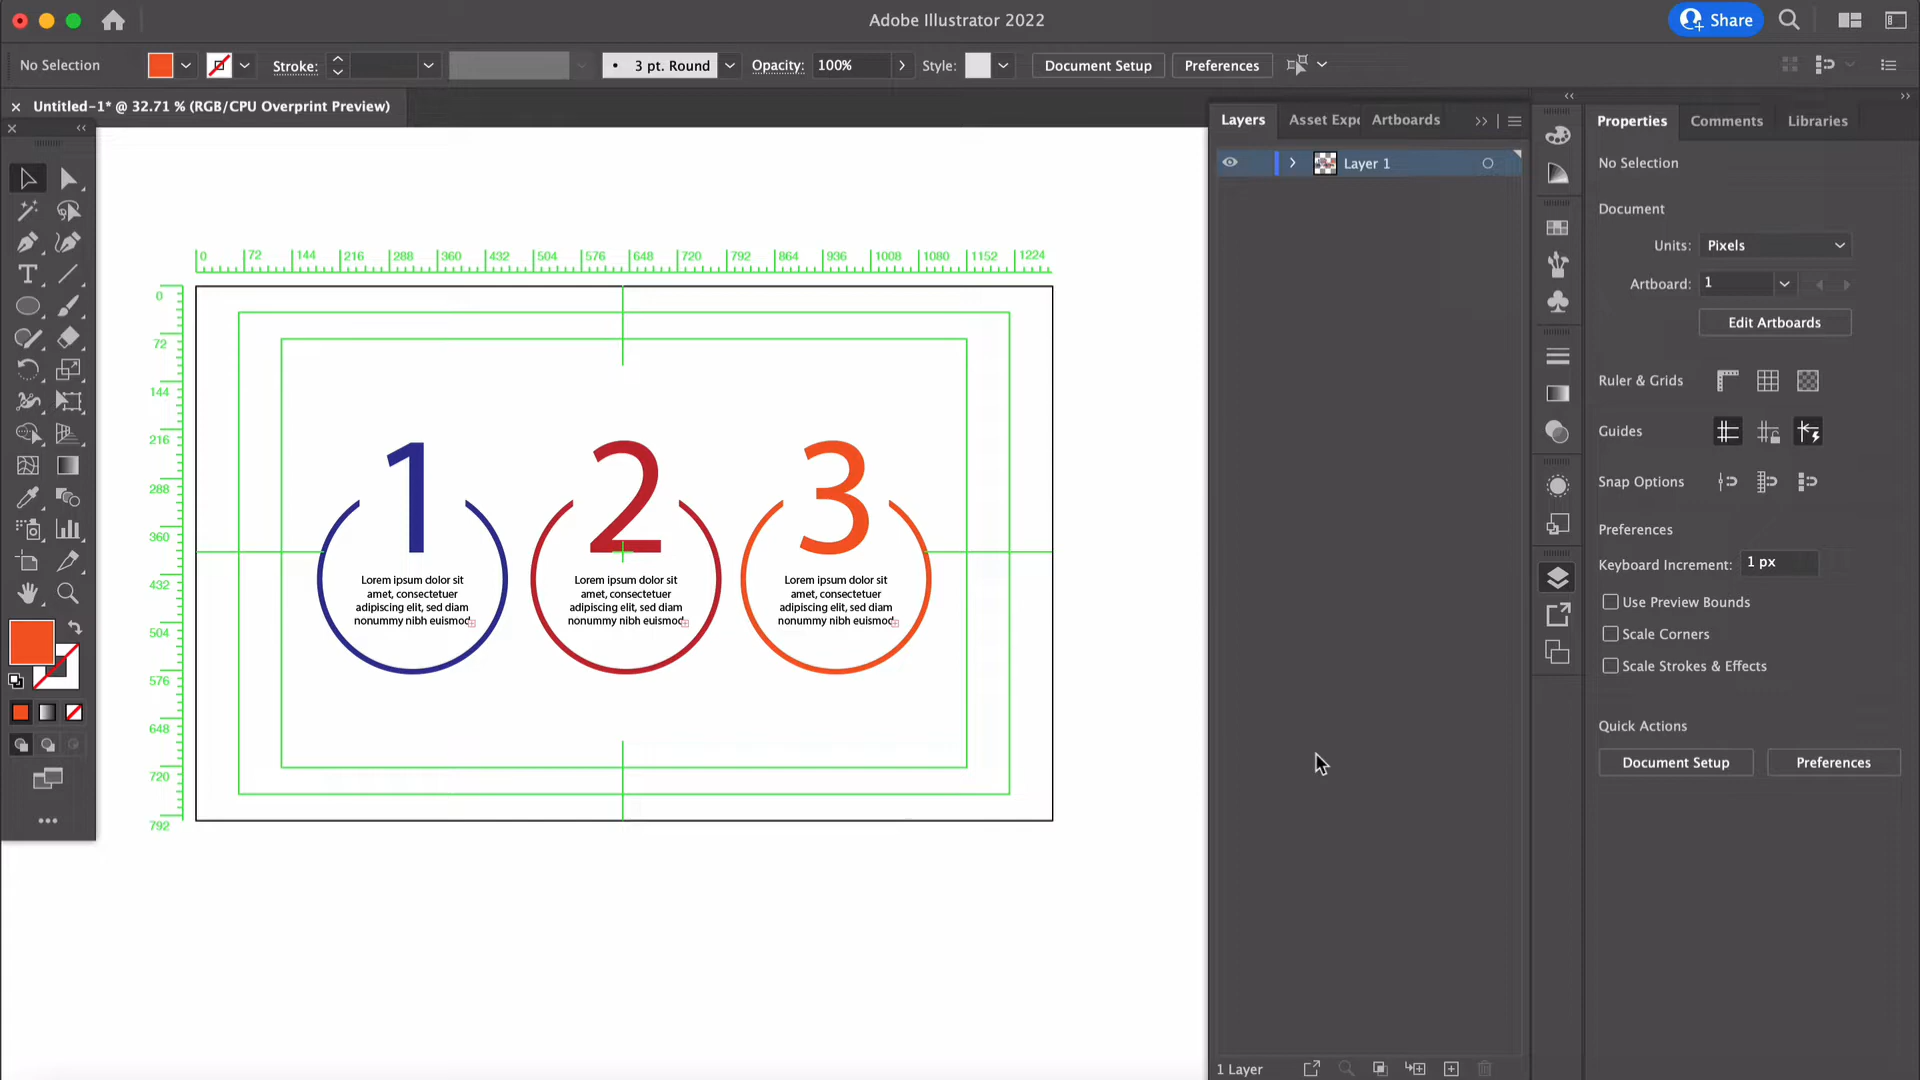 Adobe Illustrator 2022
Share
No Selection
Stroke:
3 pt. Round
Opacity:
100%
Style:
Document Setup
Preferences
Untitled-1* @ 32.71 % (RGB/CPU Overprint Preview)
Layers
Asset Expo
Artboards
Layer 1
Properties
Comments
Libraries
No Selection
Document
Units:
Pixels
Artboard:
1
Edit Artboards
Ruler & Grids
Guides
Snap Options
Preferences
Keyboard Increment:
1 px
Use Preview Bounds
Scale Corners
Scale Strokes & Effects
Quick Actions
Document Setup
Preferences
0 72 144 216 288 360 432 504 576 648 720 792 864 936 1008 1080 1152 1224
0
72
144
216
288
360
432
504
576
648
720
792
1
Lorem ipsum dolor sit
amet, consectetuer
adipiscing elit, sed diam
nonummy nibh euismod
2
Lorem ipsum dolor sit
amet, consectetuer
adipiscing elit, sed diam
nonummy nibh euismod
3
Lorem ipsum dolor sit
amet, consectetuer
adipiscing elit, sed diam
nonummy nibh euismod
1 Layer